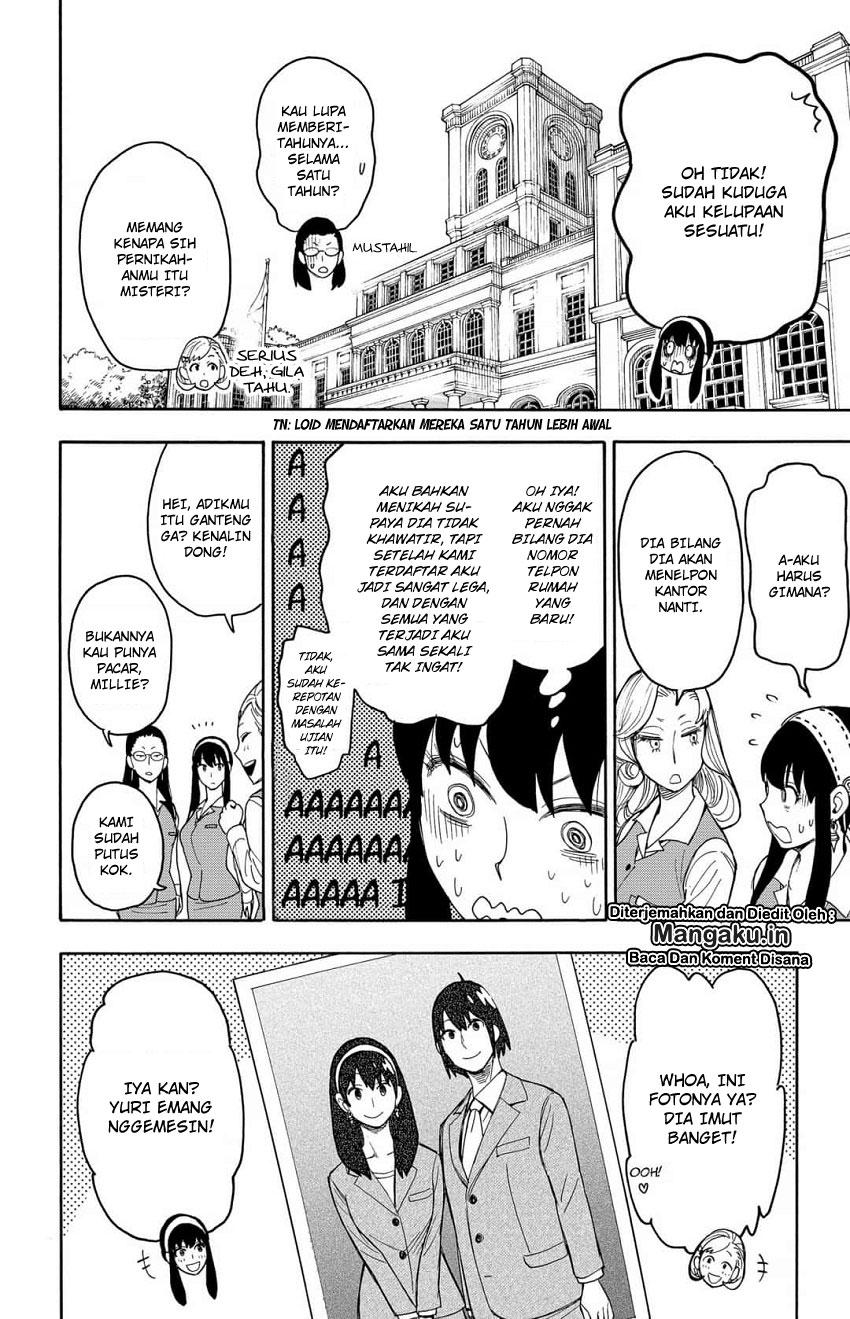 OH TIDAK!
SUDAH KUDUGA
AKU KELUPAAN
SESUATU!
KAU LUPA
MEMBERI-
TAHUNYA...
SELAMA
SATU
TAHUN?
MUSTAHIL
MEMANG
KENAPA SIH
PERNIKAH-
ANMU ITU
MISTERI?
SERIUS
DEH, GILA
TAHU.
TN: LOID MENDAFTARKAN MEREKA SATU TAHUN LEBIH AWAL
A-AKU
HARUS
GIMANA?
DIA BILANG
DIA AKAN
MENELPON
KANTOR
NANTI.
OH IYA!
AKU NGGAK
PERNAH
BILANG DIA
NOMOR
TELPON
RUMAH
YANG
BARU!
AKU BAHKAN
MENIKAH SU-
PAYA DIA TIDAK
KHAWATIR, TAPI
SETELAH KAMI
TERDAFTAR AKU
JADI SANGAT LEGA,
DAN DENGAN
SEMUA YANG
TERJADI AKU
SAMA SEKALI
TAK INGAT!
TIDAK,
AKU
SUDAH KE-
REPOTAN
DENGAN
MASALAH
UJIAN
ITU!
A
A
A
A
A
AAAAAAA
AAAAAAA
AAAAA
HEI, ADIKMU
ITU GANTENG
GA? KENALIN
DONG!
BUKANNYA
KAU PUNYA
PACAR,
MILLIE?
KAMI
SUDAH
PUTUS
KOK.
Diterjemahkan dan Diedit Oleh :
Mangaku.in
Baca Dan Koment Disana
WHOA, INI
FOTONYA YA?
DIA IMUT
BANGET!
OOH!
IYA KAN?
YURI EMANG
NGGEMESIN!